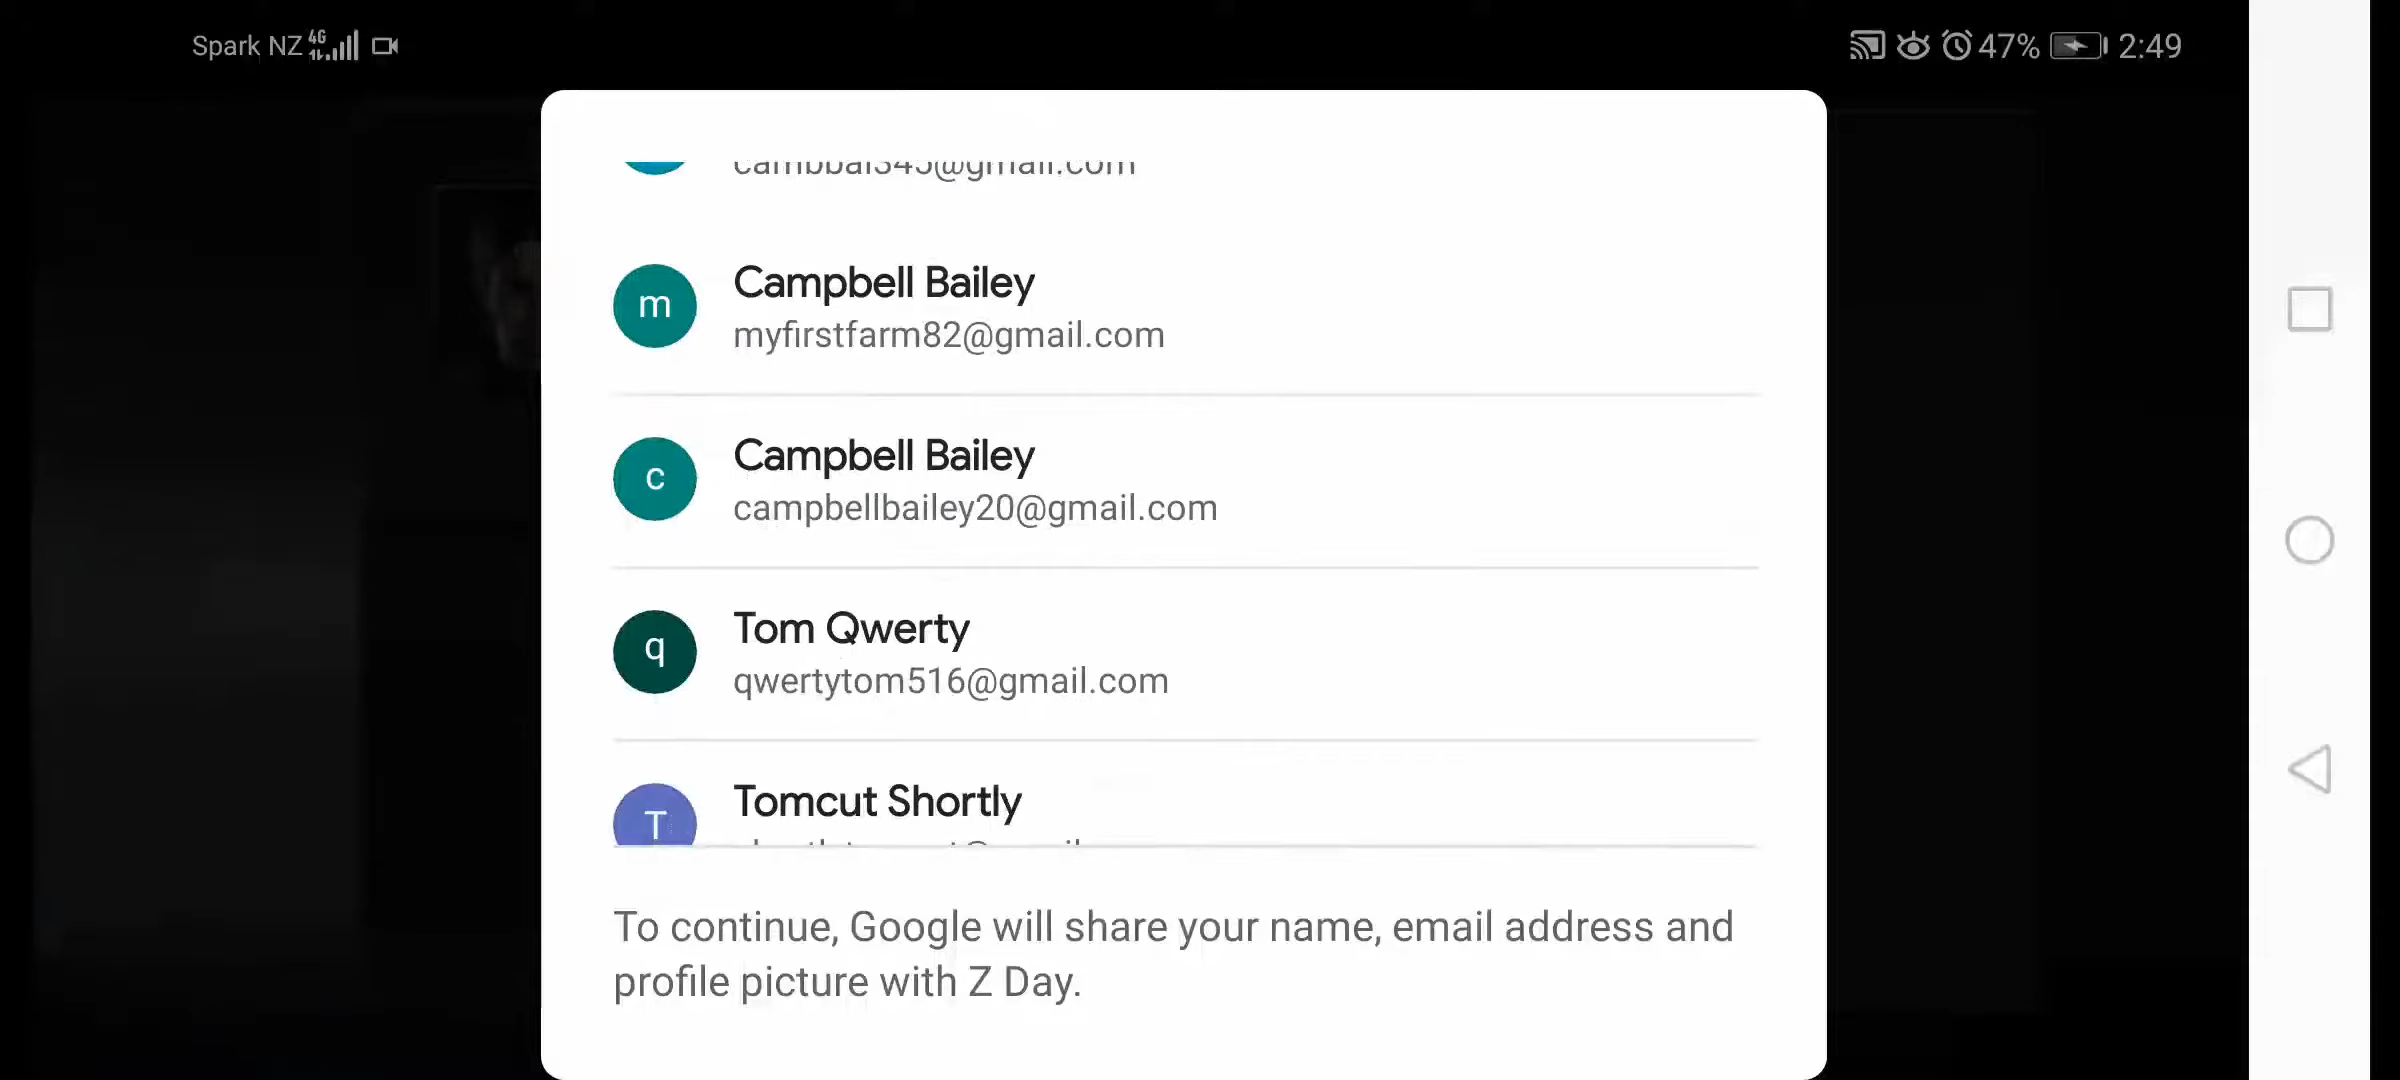 Spark NZ 4G
47% 2:49
m Campbell Bailey
myfirstfarm82@gmail.com
c Campbell Bailey
campbellbailey20@gmail.com
q Tom Qwerty
qwertytom516@gmail.com
T Tomcut Shortly
To continue, Google will share your name, email address and
profile picture with Z Day.